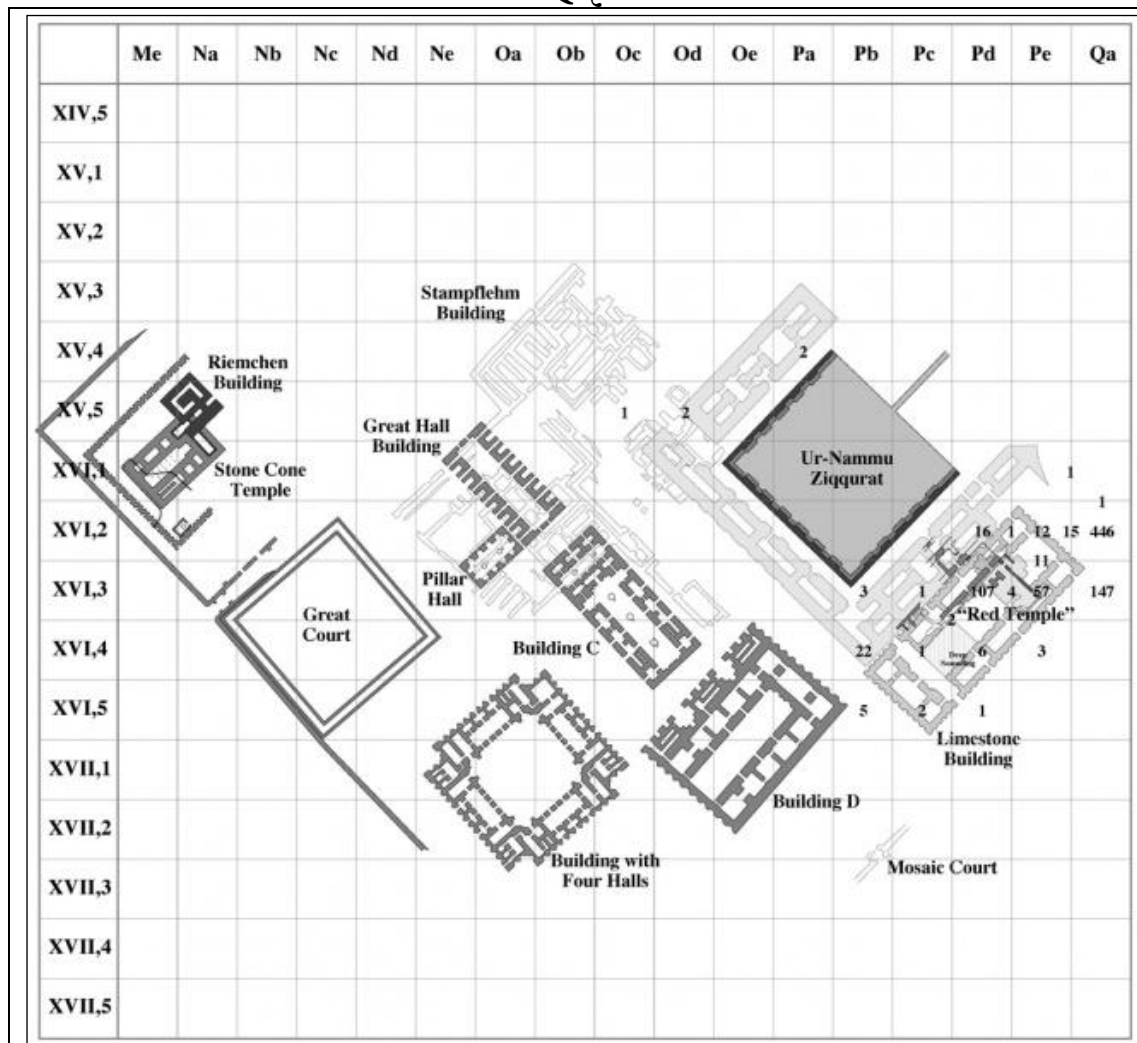 Me Na Nb Nc Nd Ne Oa Ob Oc Od Oe Pa Pb Pc Pd Pe Qa
XIV,5
XV,1
XV,2
XV,3
Stampflehm
Building
XV,4
2
Riemchen
Building
XV,5
1 2
Great Hall
Building
XVI,1
Stone Cone
Temple
Ur-Nammu
Ziqqurat
1
1
XVI,2
16 1 12 15 446
11
XVI,3
Pillar
Hall
3 1 107 4 57 147
Great
Court
2
"Red Temple"
XVI,4
Building C
22 1 6 3
Deep
Sounding
XVI,5
5 2 1
Limestone
Building
XVII,1
Building D
XVII,2
Building with
Four Halls
Mosaic Court
XVII,3
XVII,4
XVII,5